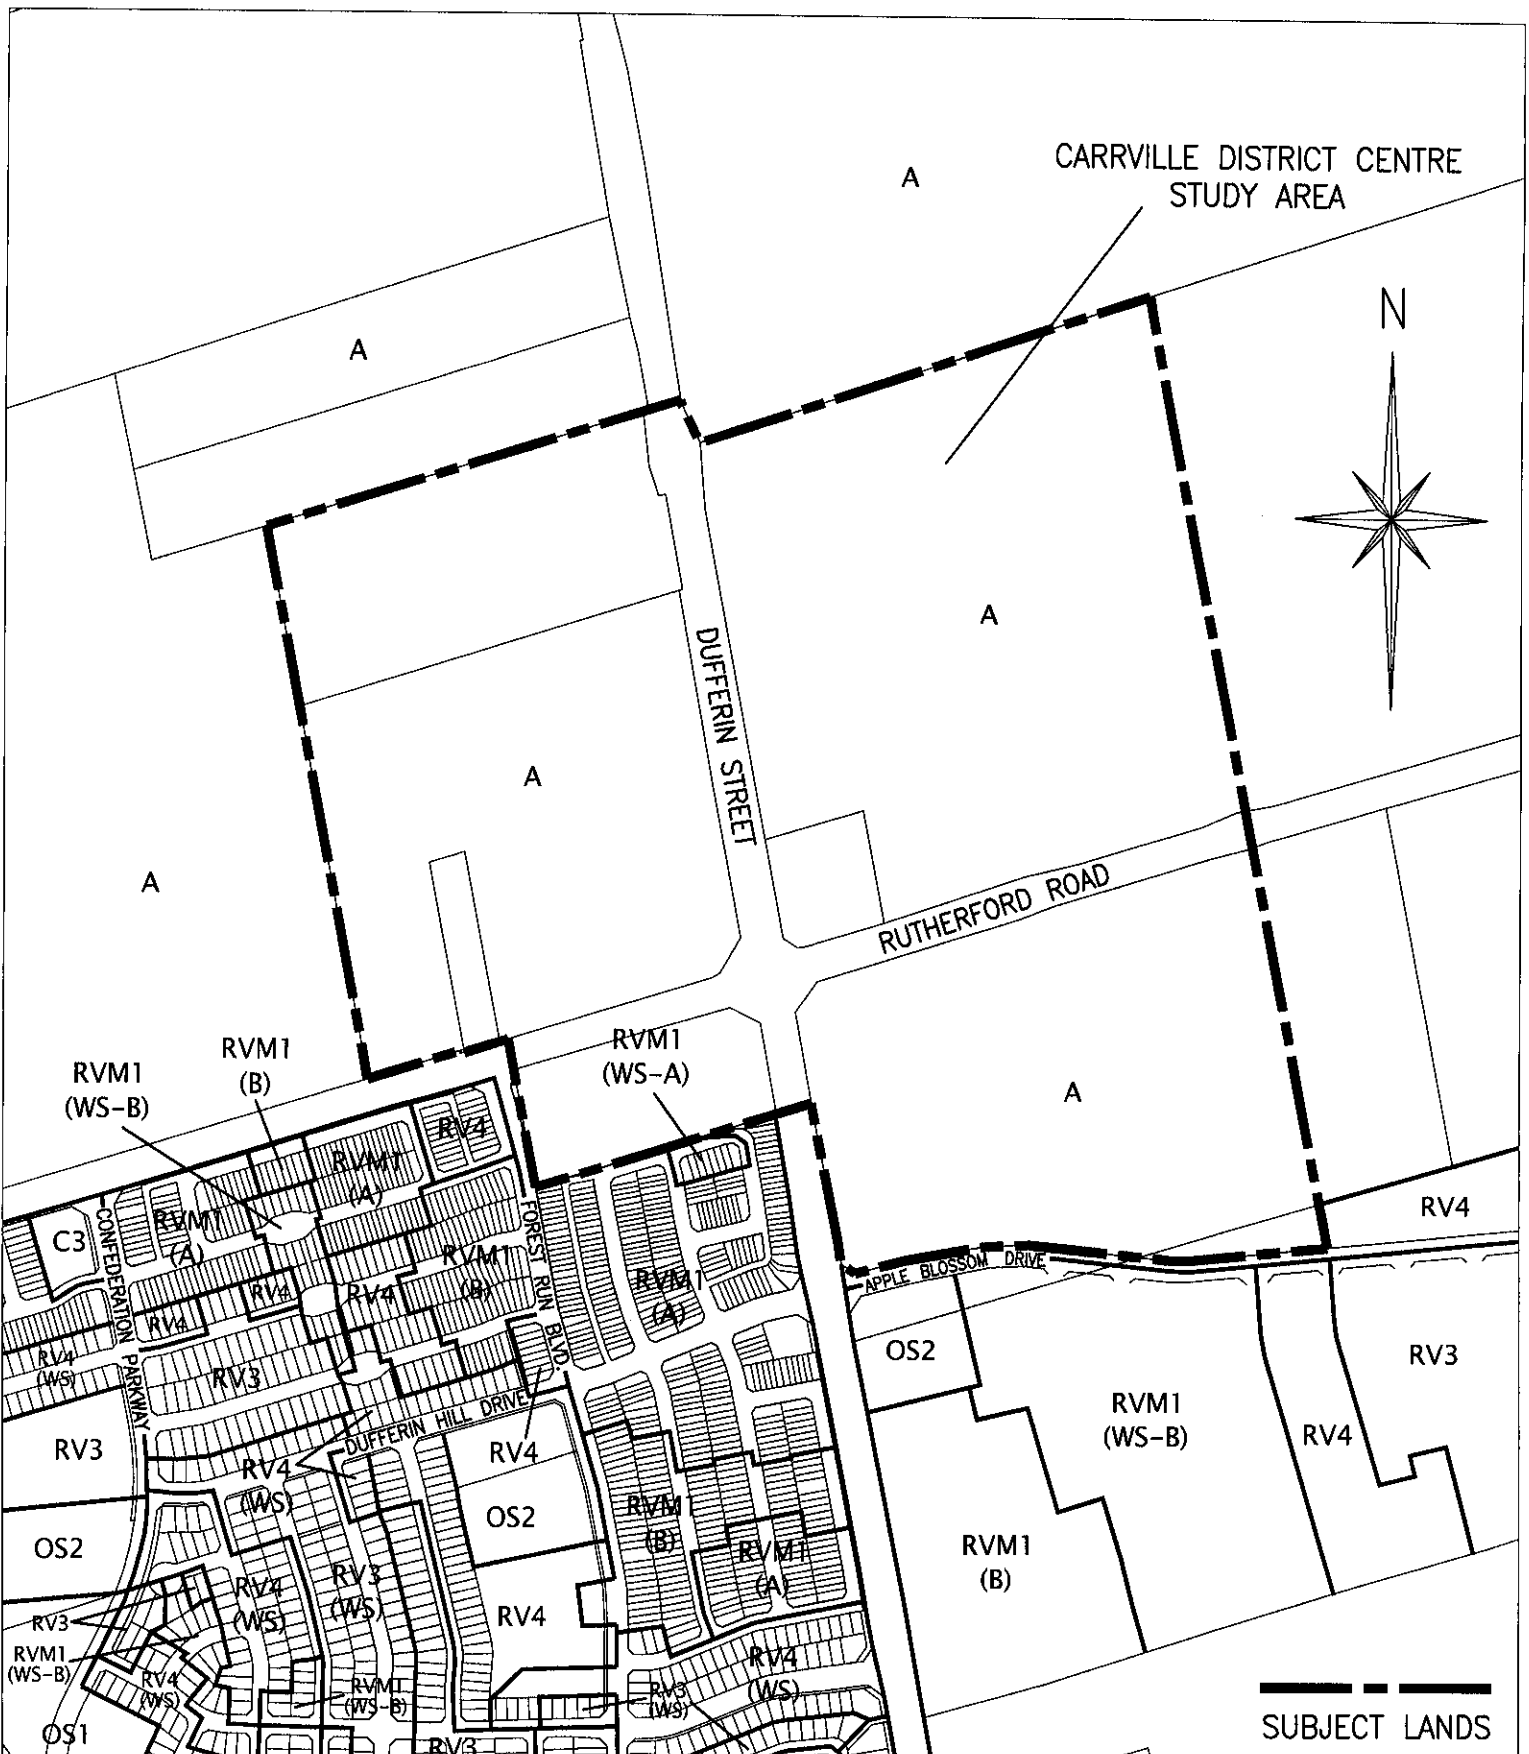 CARRVILLE DISTRICT CENTRE
STUDY AREA
A
N
A
A
DUFFERIN STREET
A
A
RUTHERFORD ROAD
RVM1
(WS-A)
RVM1
(B)
RVM1
(WS-B)
A
RV4
RVM1
(A)
C3
CONFEDERATION PARKWAY
RVM1
(A)
FOREST RUN BLVD.
RV4
RVM1
(B)
APPLE BLOSSOM DRIVE
RVM1
(A)
RV4
RV4
RV4
RV4
(WS)
RV3
OS2
RV3
RVM1
(WS-B)
RV4
DUFFERIN HILL DRIVE
RV3
RV4
RV4
(WS)
OS2
RVM1
(B)
OS2
RVM1
(A)
RVM1
(B)
RV3
(WS)
RV4
(WS)
RV4
RV3
RVM1
(WS-B)
RV4
(WS)
RV4
(WS)
RVM1
(WS-B)
RV3
(WS)
OS1
RV3
SUBJECT LANDS